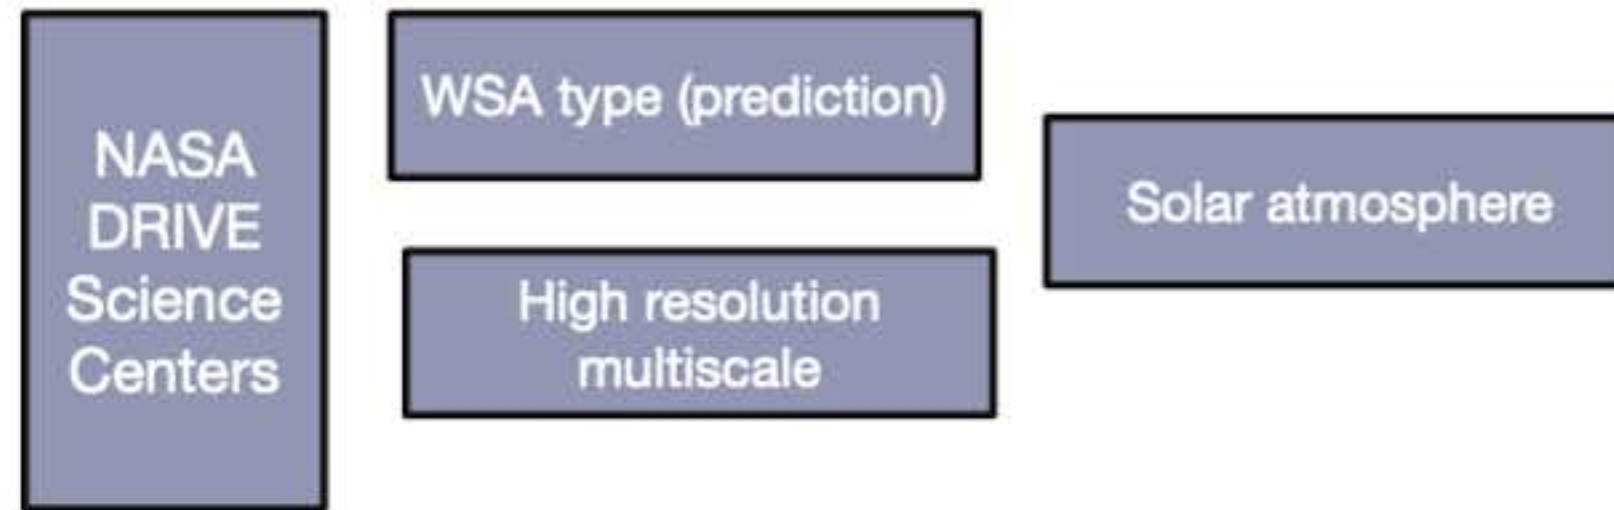 NASA
DRIVE
Science
Centers
WSA type (prediction)
High resolution
multiscale
Solar atmosphere